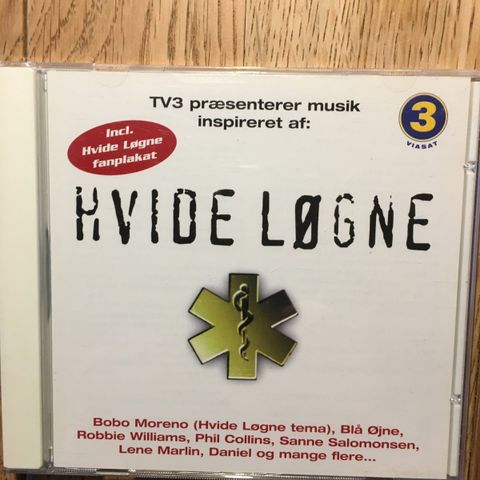 TV3 præsenterer musik
inspireret af:
3
VIASAT
Incl.
Hvide Løgne
fanplakat
HVIDE LØGNE
Bobo Moreno (Hvide Løgne tema), Blå Øjne,
Robbie Williams, Phil Collins, Sanne Salomonsen,
Lene Marlin, Daniel og mange flere...